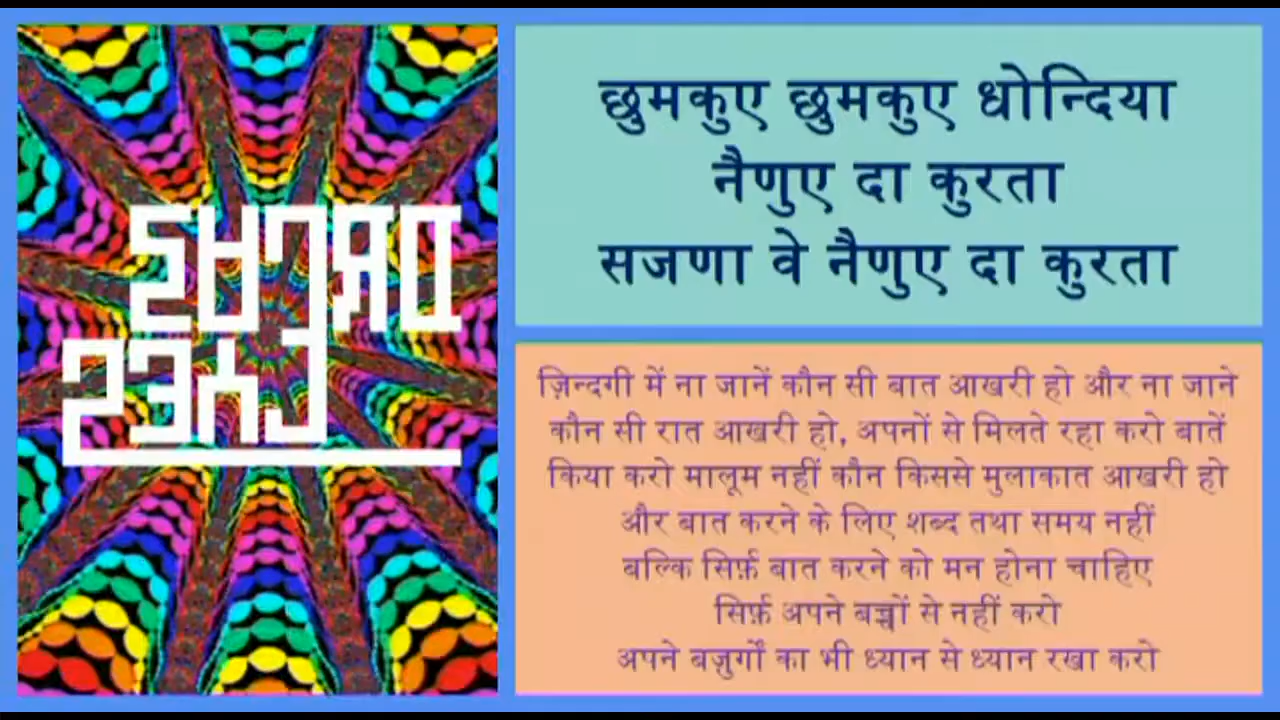 छुमकुए छुमकुए धोन्दिया
नैणुए दा कुरता
सजणा वे नैणुए दा कुरता
ज़िन्दगी में ना जानें कौन सी बात आखरी हो और ना जाने
कौन सी रात आखरी हो, अपनों से मिलते रहा करो बातें
किया करो मालूम नहीं कौन किससे मुलाकात आखरी हो
और बात करने के लिए शब्द तथा समय नहीं
बल्कि सिर्फ़ बात करने को मन होना चाहिए
सिर्फ़ अपने बच्चों से नहीं करो
अपने बज़ुर्गों का भी ध्यान से ध्यान रखा करो